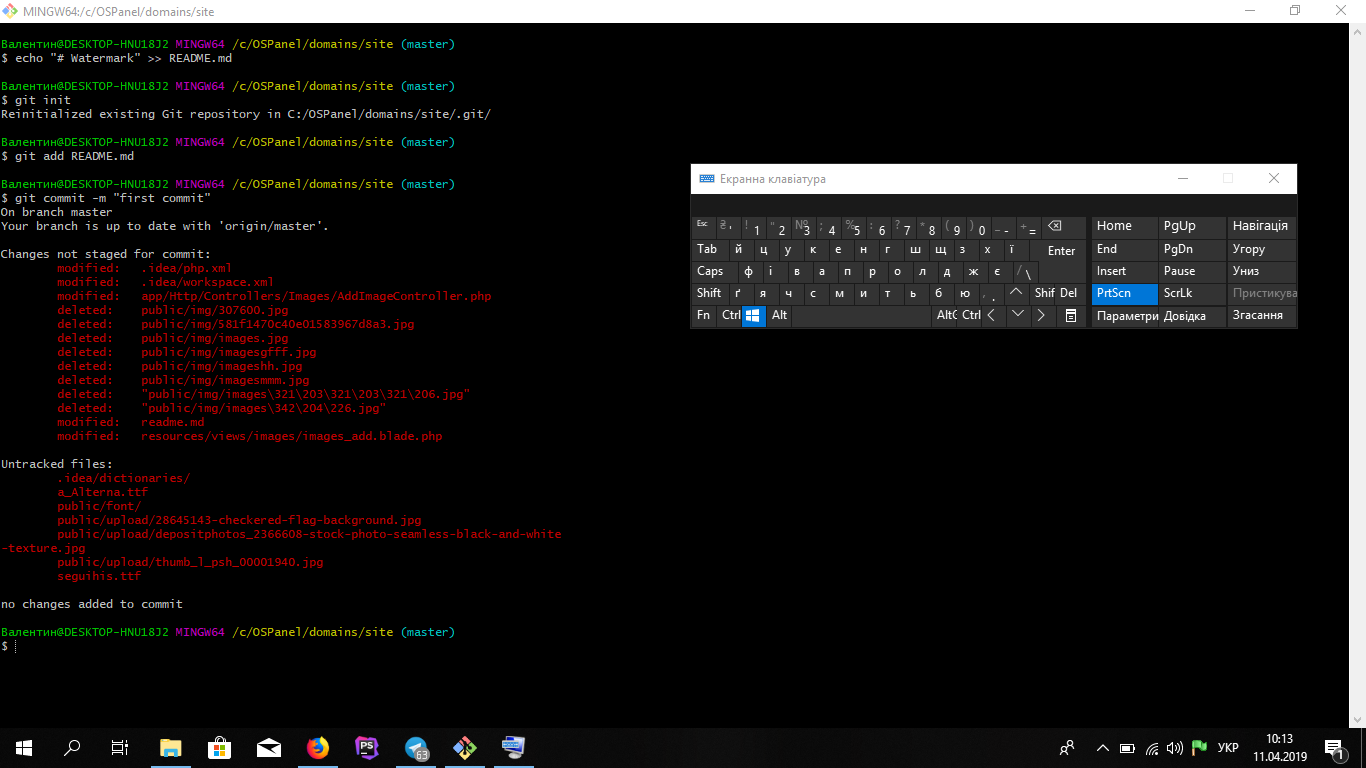 MINGW64:/c/OSPanel/domains/site
Валентин@DESKTOP-HNU18J2 MINGW64 /c/OSPanel/domains/site (master)
$ echo "# Watermark" >> README.md
Валентин@DESKTOP-HNU18J2 MINGW64 /c/OSPanel/domains/site (master)
$ git init
Reinitialized existing Git repository in C:/OSPanel/domains/site/.git/
Валентин@DESKTOP-HNU18J2 MINGW64 /c/OSPanel/domains/site (master)
$ git add README.md
Валентин@DESKTOP-HNU18J2 MINGW64 /c/OSPanel/domains/site (master)
$ git commit -m "first commit"
On branch master
Your branch is up to date with 'origin/master'.
Changes not staged for commit:
modified: .idea/php.xml
modified: .idea/workspace.xml
modified: app/Http/Controllers/Images/AddImageController.php
deleted: public/img/307600.jpg
deleted: public/img/581f1470c40e01583967d8a3.jpg
deleted: public/img/images.jpg
deleted: public/img/imagesgfff.jpg
deleted: public/img/imageshh.jpg
deleted: public/img/imagesmmm.jpg
deleted: "public/img/images\321\203\321\203\321\206.jpg"
deleted: "public/img/images\342\204\226.jpg"
modified: readme.md
modified: resources/views/images/images_add.blade.php
Untracked files:
.idea/dictionaries/
a_Alterna.ttf
public/font/
public/upload/28645143-checkered-flag-background.jpg
public/upload/depositphotos_2366608-stock-photo-seamless-black-and-white
-texture.jpg
public/upload/thumb_l_psh_00001940.jpg
seguihis.ttf
no changes added to commit
Валентин@DESKTOP-HNU18J2 MINGW64 /c/OSPanel/domains/site (master)
$
Екранна клавіатура
Esc ₴ ' ! 1 " 2 № 3 ; 4 % 5 : 6 ? 7 * 8 ( 9 ) 0 _ - + = Home PgUp Навігація
Tab й ц у к е н г ш щ з х ї Enter End PgDn Угору
Caps ф і в а п р о л д ж є / \ Insert Pause Униз
Shift ґ я ч с м и т ь б ю , . Shif Del PrtScn ScrLk Пристикува
Fn Ctrl Alt AltG Ctrl Параметри Довідка Згасання
PS
63
УКР
10:13
11.04.2019
1